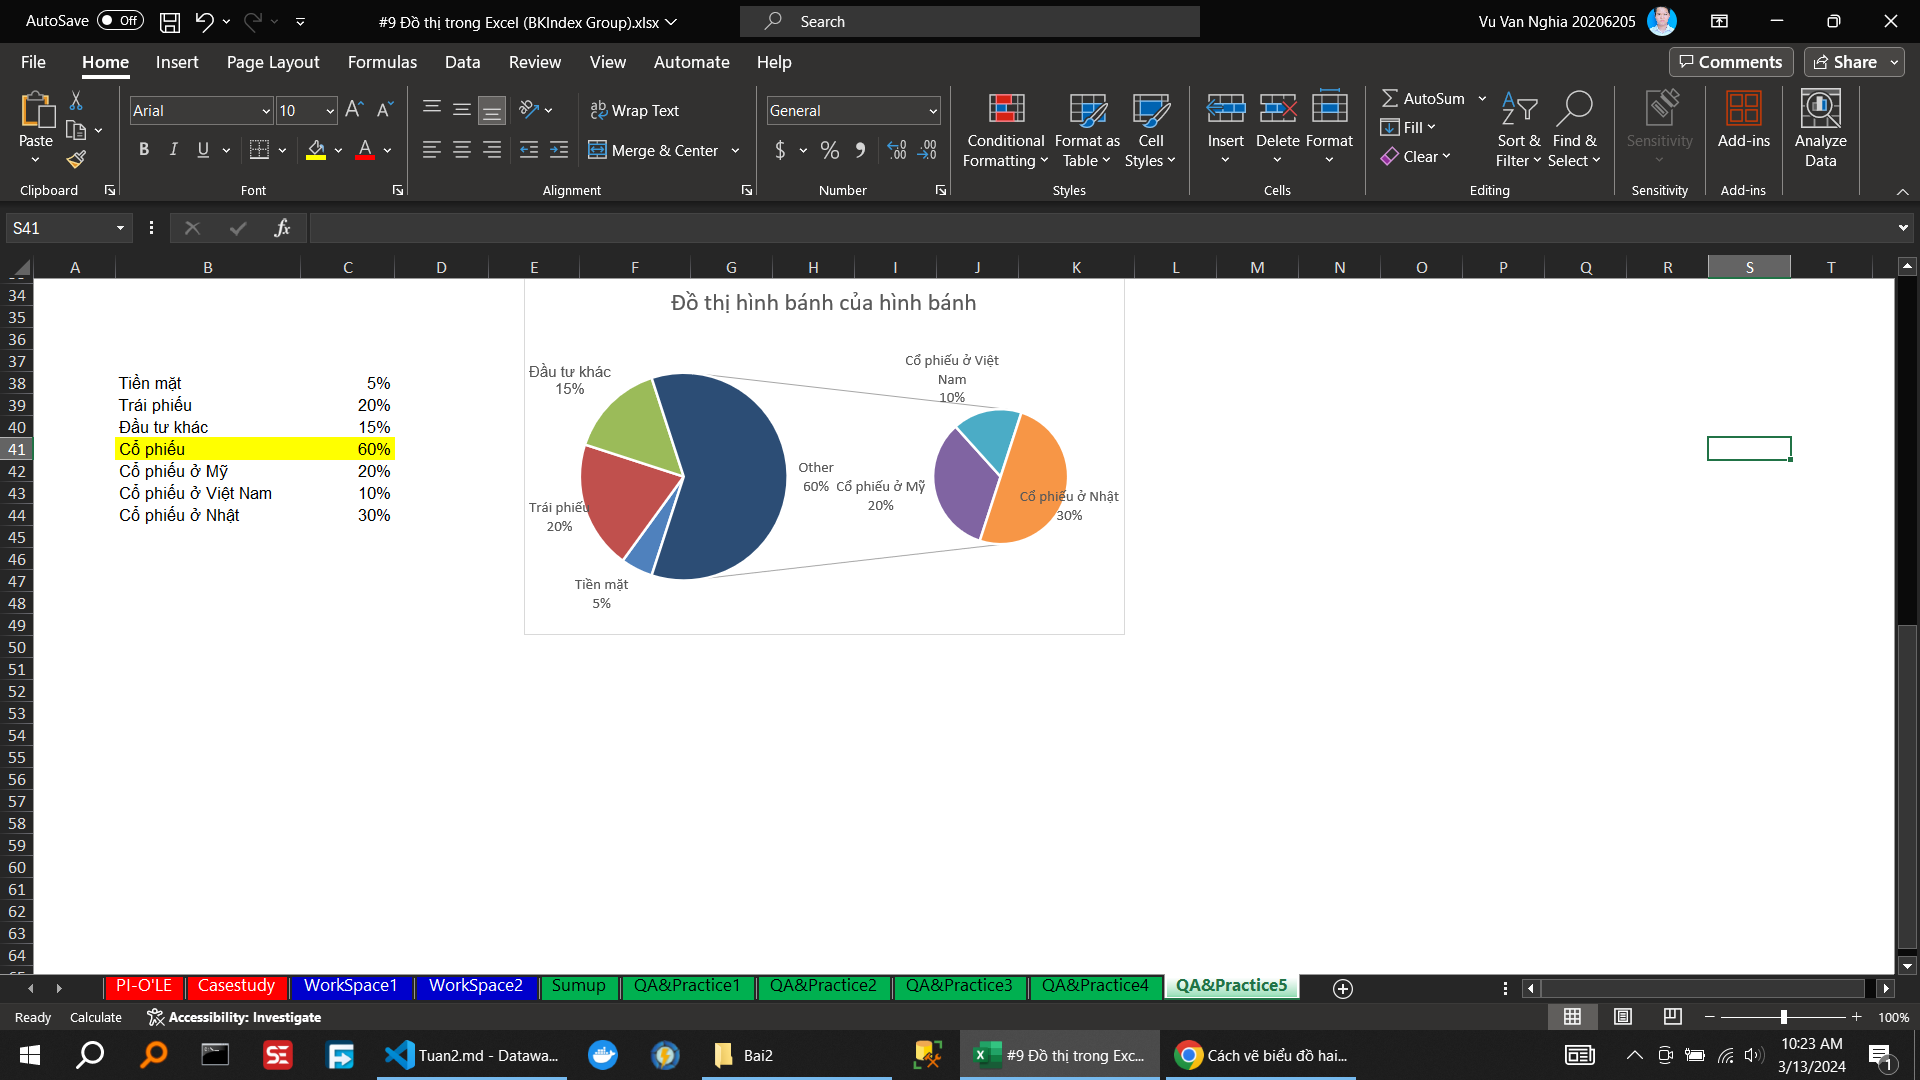 AutoSave Off
#9 Đồ thị trong Excel (BKIndex Group).xlsx
Search
Vu Van Nghia 20206205
File Home Insert Page Layout Formulas Data Review View Automate Help
Comments Share
Paste
Clipboard
Arial 10
B I U A
Font
ab Wrap Text
Merge & Center
Alignment
General
$ % 9 .00 .00
Number
Conditional Formatting
Format as Table
Cell Styles
Styles
Insert Delete Format
Cells
AutoSum
Fill
Clear
Sort & Filter
Find & Select
Editing
Sensitivity
Sensitivity
Add-ins
Add-ins
Analyze Data
S41
fx
A B C D E F G H I J K L M N O P Q R S T
34
35
36
37
38 Tiền mặt 5%
39 Trái phiếu 20%
40 Đầu tư khác 15%
41 Cổ phiếu 60%
42 Cổ phiếu ở Mỹ 20%
43 Cổ phiếu ở Việt Nam 10%
44 Cổ phiếu ở Nhật 30%
45
46
47
48
49
50
51
52
53
54
55
56
57
58
59
60
61
62
63
64
Đồ thị hình bánh của hình bánh
Đầu tư khác
15%
Trái phiếu
20%
Tiền mặt
5%
Other
60%
Cổ phiếu ở Việt
Nam
10%
Cổ phiếu ở Mỹ
20%
Cổ phiếu ở Nhật
30%
PI-O'LE Casestudy WorkSpace1 WorkSpace2 Sumup QA&Practice1 QA&Practice2 QA&Practice3 QA&Practice4 QA&Practice5
Ready Calculate Accessibility: Investigate
100%
SE
Tuan2.md - Datawa...
Bai2
#9 Đồ thị trong Exc...
Cách vẽ biểu đồ hai...
10:23 AM
3/13/2024
1